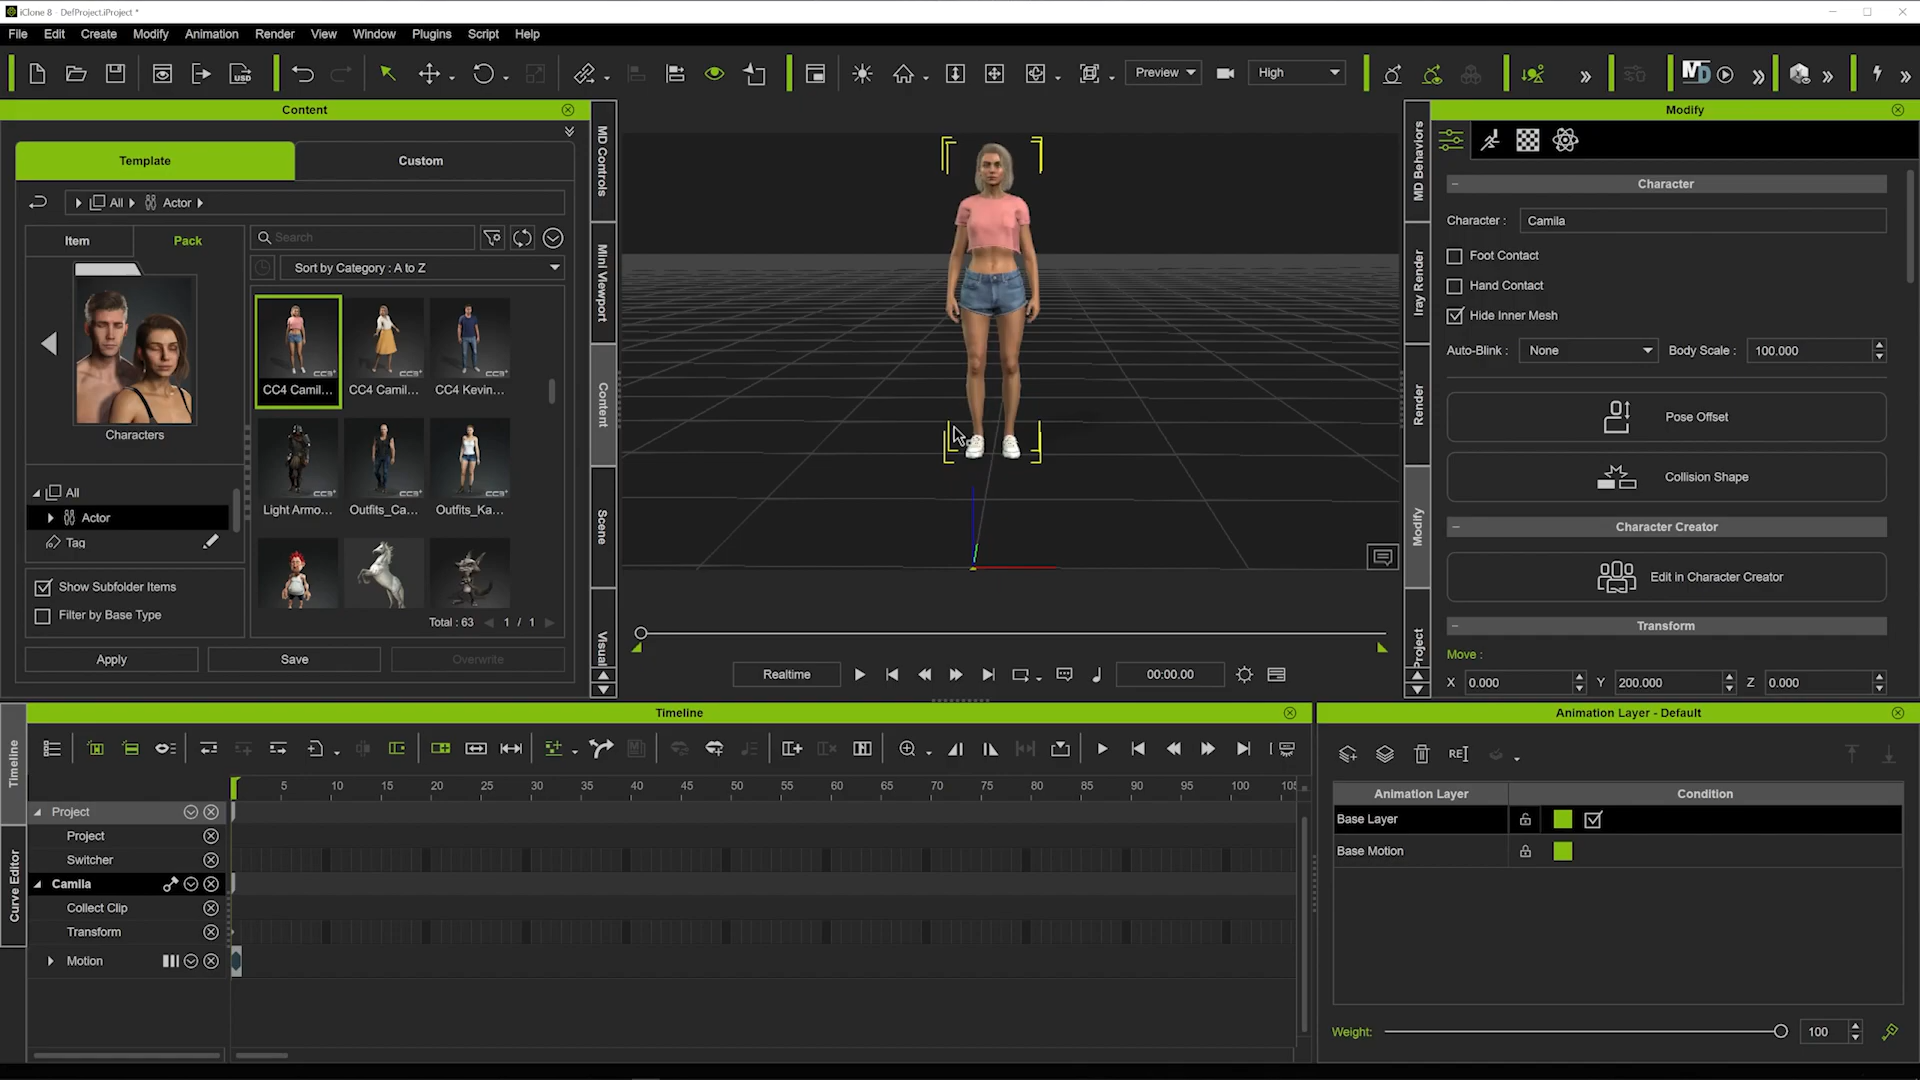 iClone 8 - DefProject.iProject *
File Edit Create Modify Animation Render View Window Plugins Script Help
USD
Preview
High
MD
Content
Template
Custom
All
Actor
Item
Pack
Search
Sort by Category : A to Z
Characters
CC4 Camil...
CC4 Camil...
CC4 Kevin...
Light Armo...
Outfits_Ca...
Outfits_Ka...
All
Actor
Tag
Show Subfolder Items
Filter by Base Type
Total : 63
1 / 1
Apply
Save
Overwrite
MD Controls
Mini Viewport
Content
Scene
Visual
Realtime
00:00.00
MD Behaviors
Iray Render
Render
Modify
Project
Modify
Character
Character :
Camila
Foot Contact
Hand Contact
Hide Inner Mesh
Auto-Blink :
None
Body Scale :
100.000
Pose Offset
Collision Shape
Character Creator
Edit in Character Creator
Transform
Move :
X 0.000 Y 200.000 Z 0.000
Timeline
Timeline
Curve Editor
5 10 15 20 25 30 35 40 45 50 55 60 65 70 75 80 85 90 95 100
Project
Project
Switcher
Camila
Collect Clip
Transform
Motion
Animation Layer - Default
RE
Animation Layer
Condition
Base Layer
Base Motion
Weight:
100